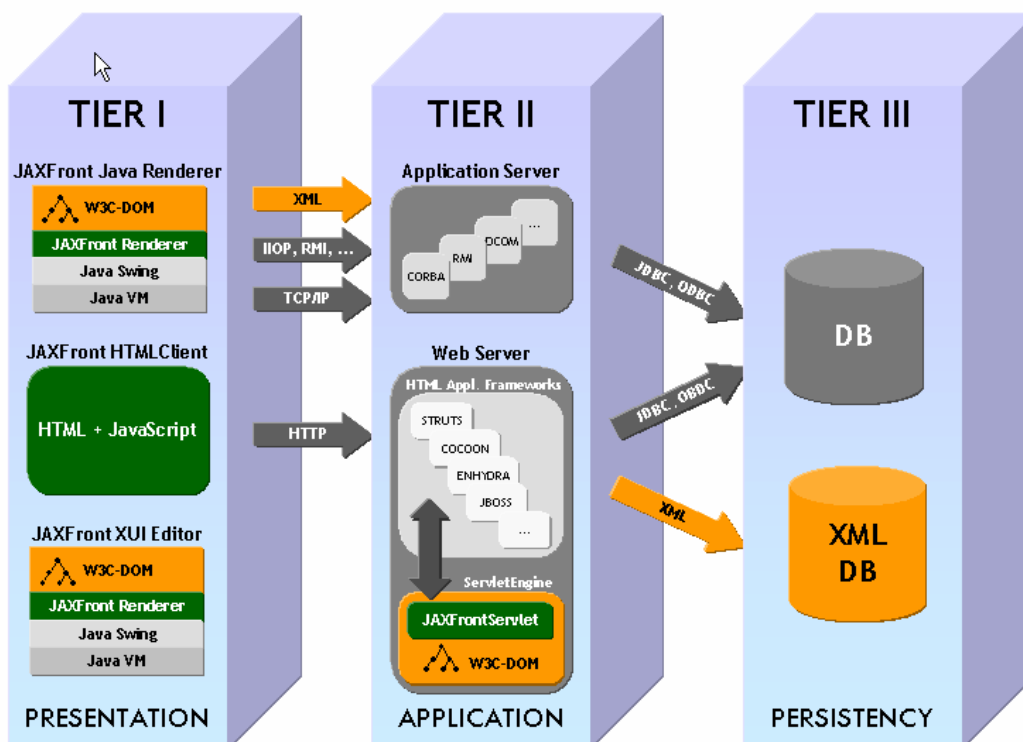 TIER I
JAXFront Java Renderer
W3C-DOM
JAXFront Renderer
Java Swing
Java VM
JAXFront HTMLClient
HTML + JavaScript
JAXFront XUI Editor
W3C-DOM
JAXFront Renderer
Java Swing
Java VM
PRESENTATION
XML
IIOP, RMI, ...
TCP/IP
HTTP
TIER II
Application Server
...
DCOM
RMI
CORBA
Web Server
HTML Appl. Frameworks
STRUTS
COCOON
ENHYDRA
JBOSS
...
ServletEngine
JAXFrontServlet
W3C-DOM
APPLICATION
JDBC, ODBC
JDBC, OBDC
XML
TIER III
DB
XML
DB
PERSISTENCY